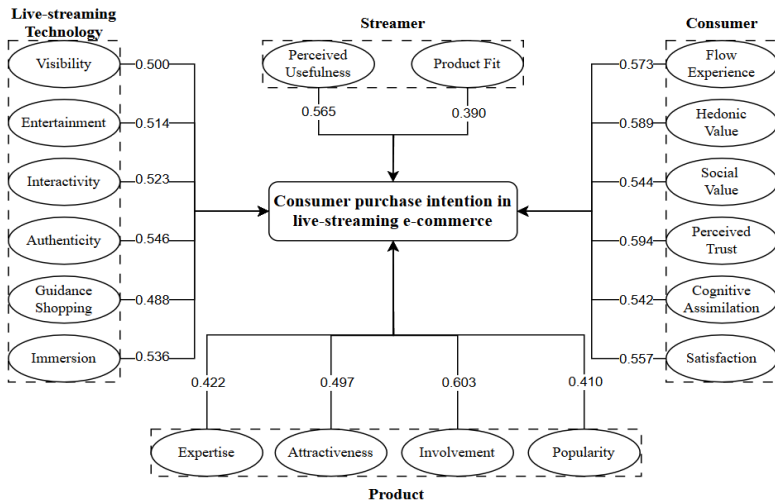 Live-streaming
Technology
Streamer
Consumer
Visibility
0.500
Entertainment
0.514
Interactivity
0.523
Authenticity
0.546
Guidance
Shopping
0.488
Immersion
0.536
Perceived
Usefulness
0.565
Product Fit
0.390
Consumer purchase intention in
live-streaming e-commerce
0.573
Flow
Experience
0.589
Hedonic
Value
0.544
Social
Value
0.594
Perceived
Trust
0.542
Cognitive
Assimilation
0.557
Satisfaction
0.422
0.497
0.603
0.410
Expertise
Attractiveness
Involvement
Popularity
Product